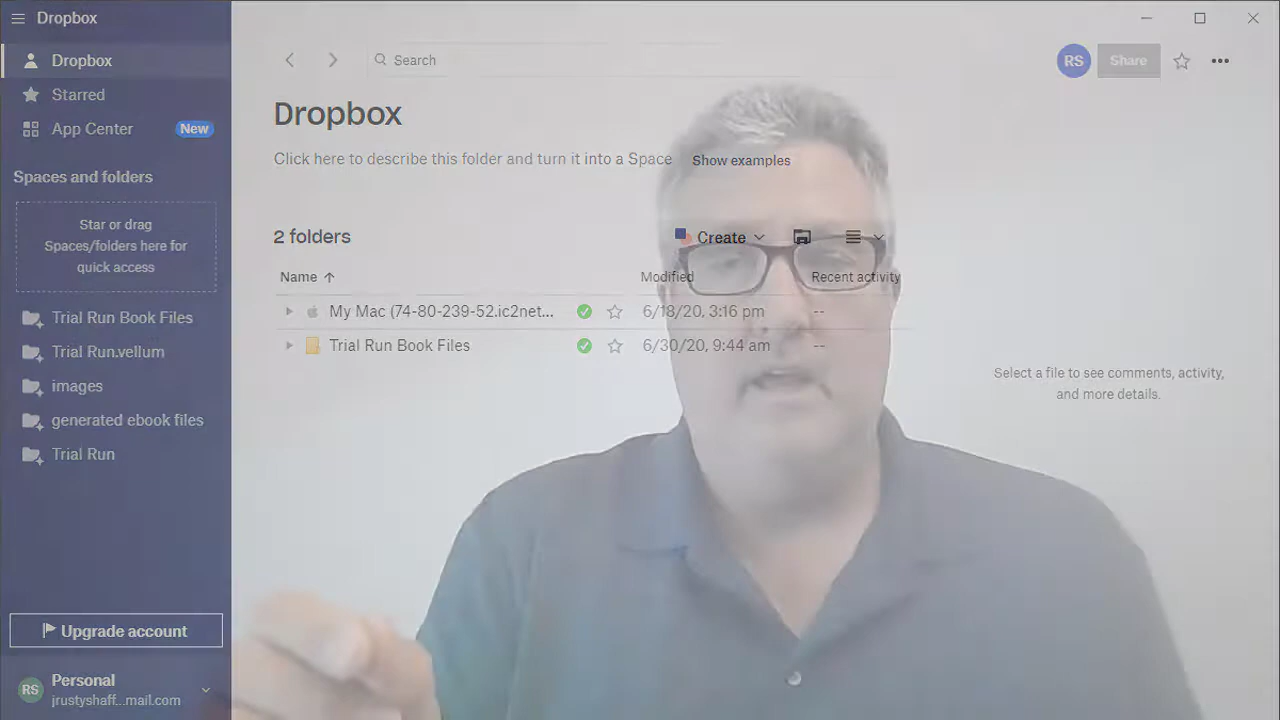 Dropbox
Dropbox
Starred
App Center New
Spaces and folders
Star or drag
Spaces/folders here for
quick access
Trial Run Book Files
Trial Run.vellum
images
generated ebook files
Trial Run
Upgrade account
RS Personal
jrustyshaff...mail.com
Search
RS Share
Dropbox
Click here to describe this folder and turn it into a Space Show examples
2 folders Create
Name Modified Recent activity
My Mac (74-80-239-52.ic2net... 6/18/20, 3:16 pm --
Trial Run Book Files 6/30/20, 9:44 am --
Select a file to see comments, activity,
and more details.